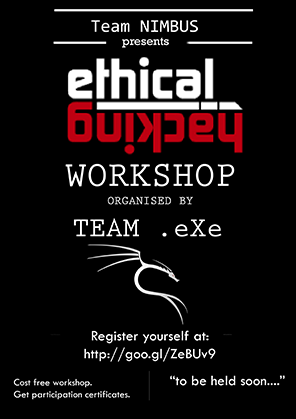 Team NIMBUS
presents
ethical
hacking
WORKSHOP
ORGANISED BY
TEAM .eXe
Register yourself at:
http://goo.gl/ZeBUv9
Cost free workshop.
Get participation certificates.
"to be held soon...."